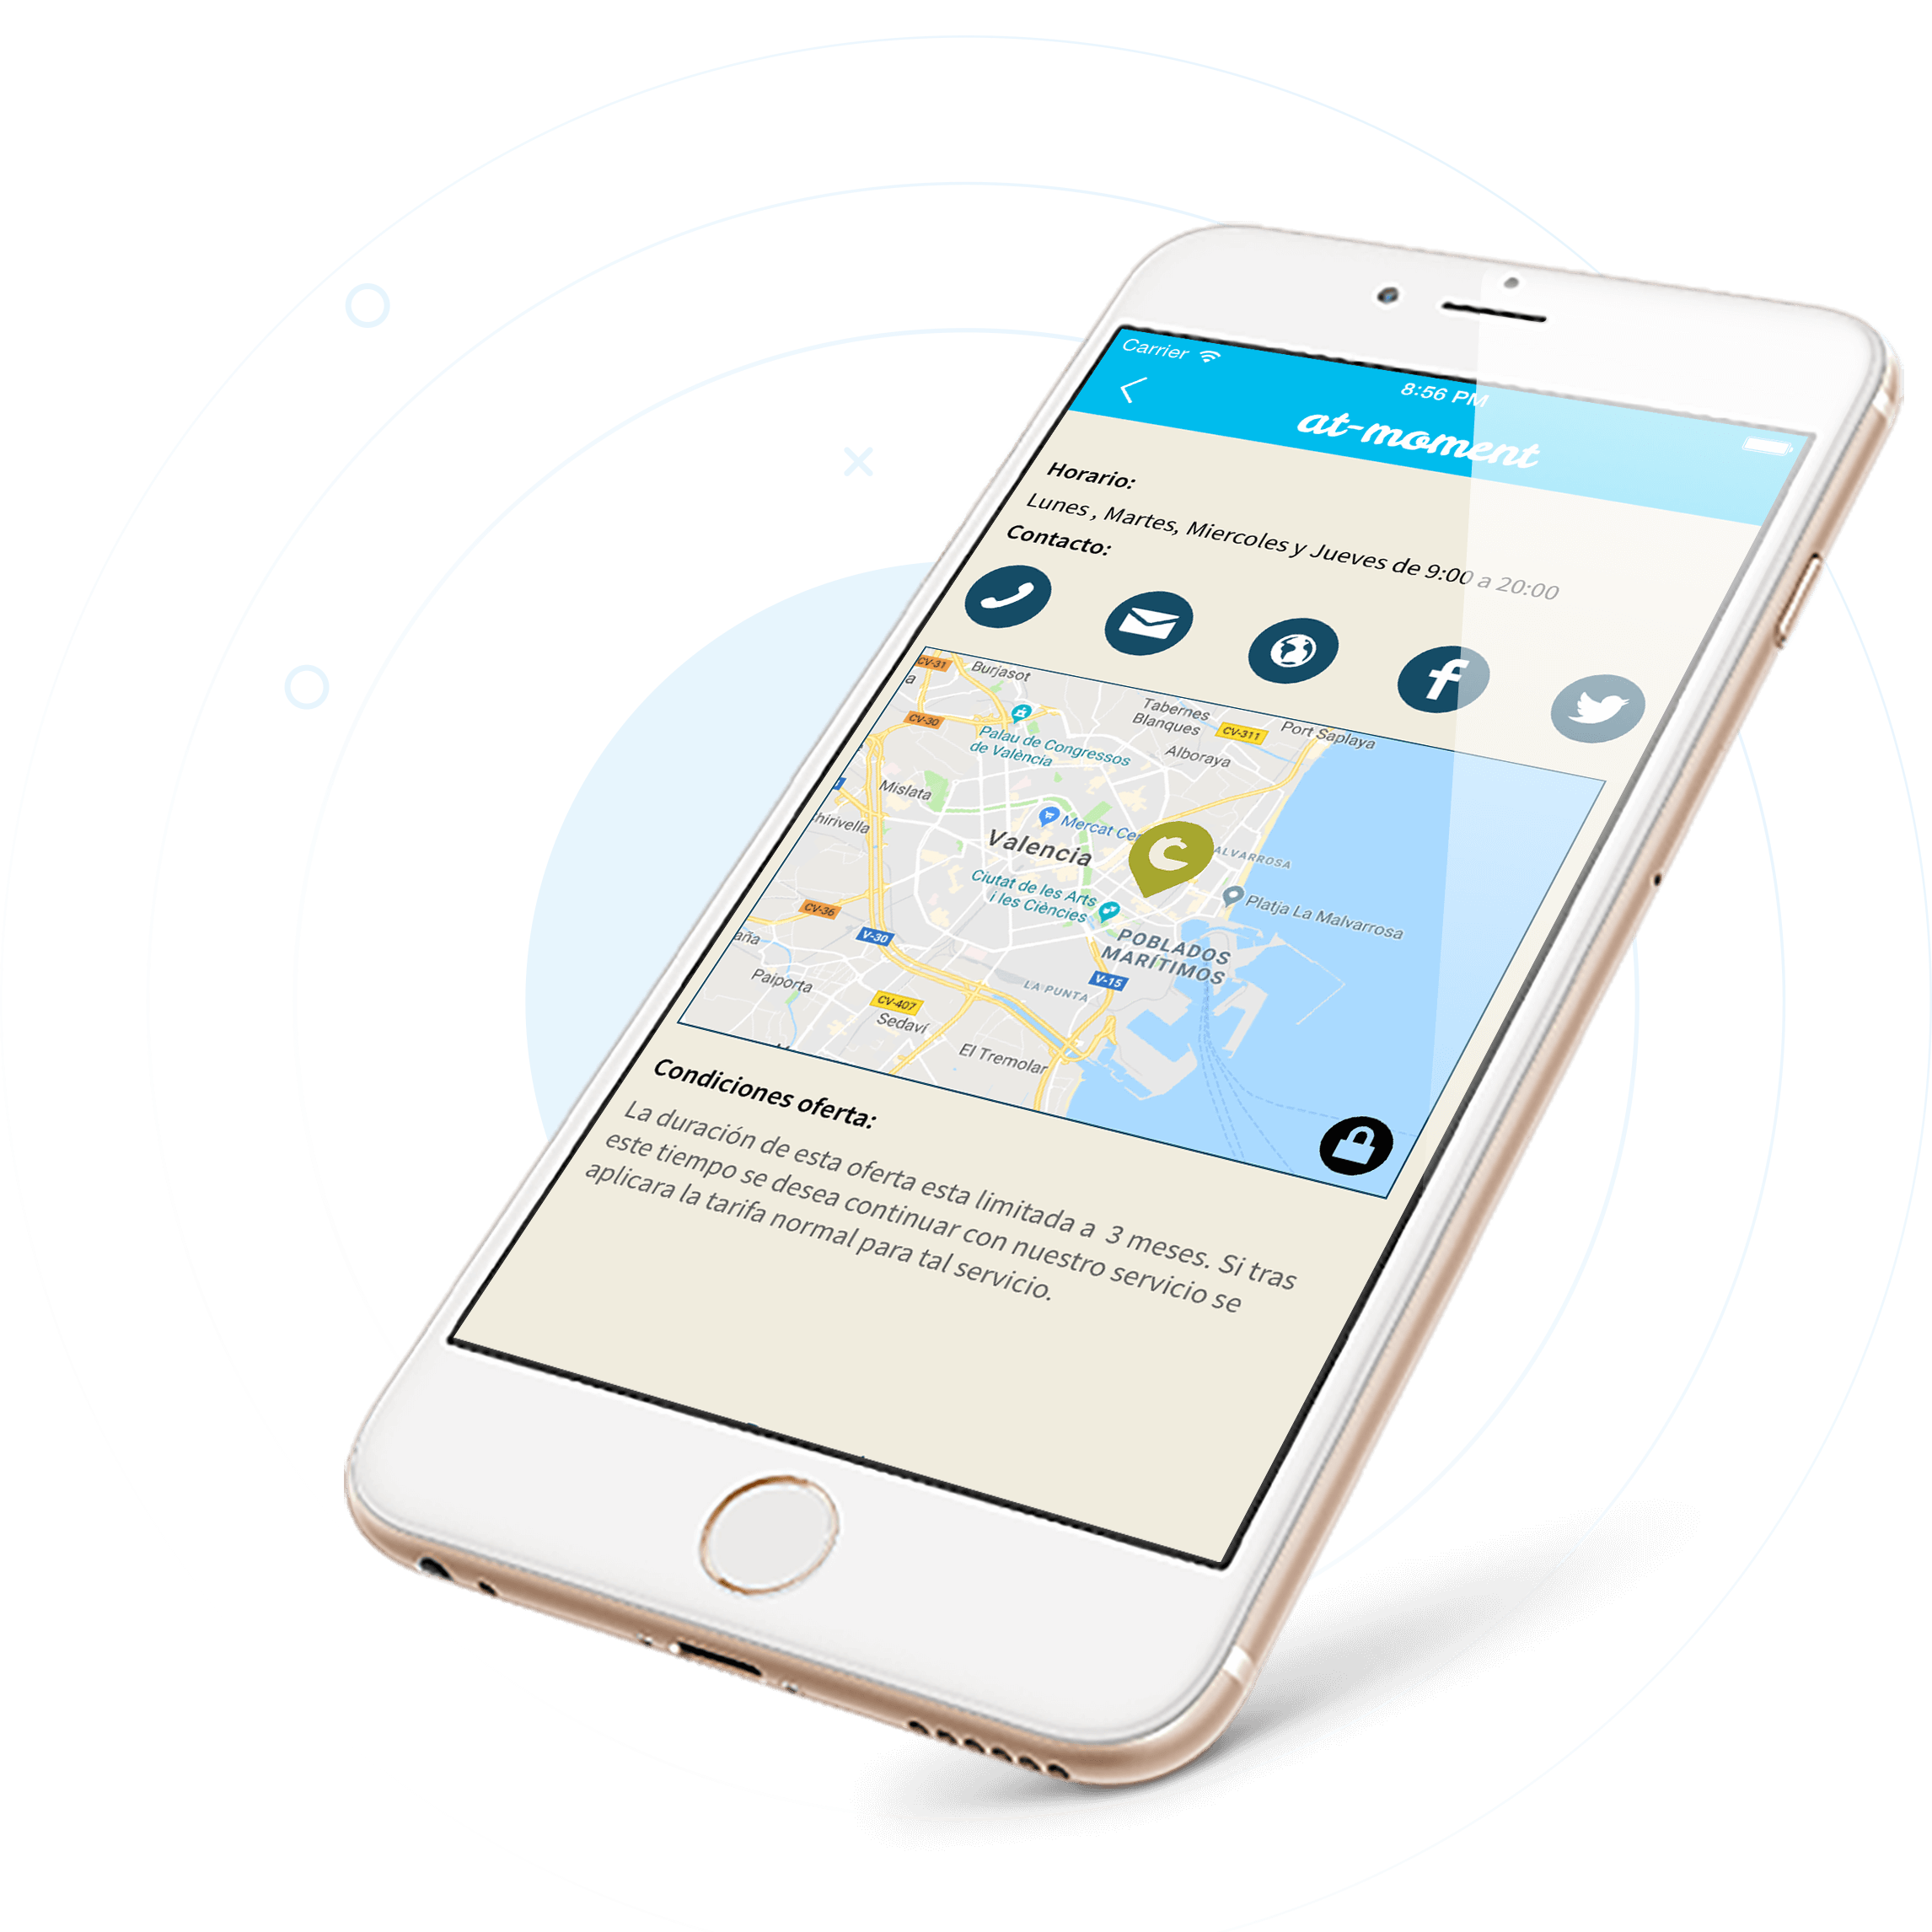 Carrier
8:56 PM
at-moment
Horario:
Lunes , Martes, Miercoles y Jueves de 9:00 a 20:00
Contacto:
CV-31
Burjasot
a
CV-30
Tabernes
Blanques
CV-311
Port Saplaya
Palau de Congressos
de València
Alboraya
Mislata
hirivella
Mercat Ce
Valencia
ALVARROSA
Ciutat de les Arts
i les Ciències
Platja La Malvarrosa
CV-36
V-30
aña
POBLADOS
MARÍTIMOS
Paiporta
LA PUNTA
V-15
CV-407
Sedaví
El Tremolar
Condiciones oferta:
La duración de esta oferta esta limitada a 3 meses. Si tras
este tiempo se desea continuar con nuestro servicio se
aplicara la tarifa normal para tal servicio.